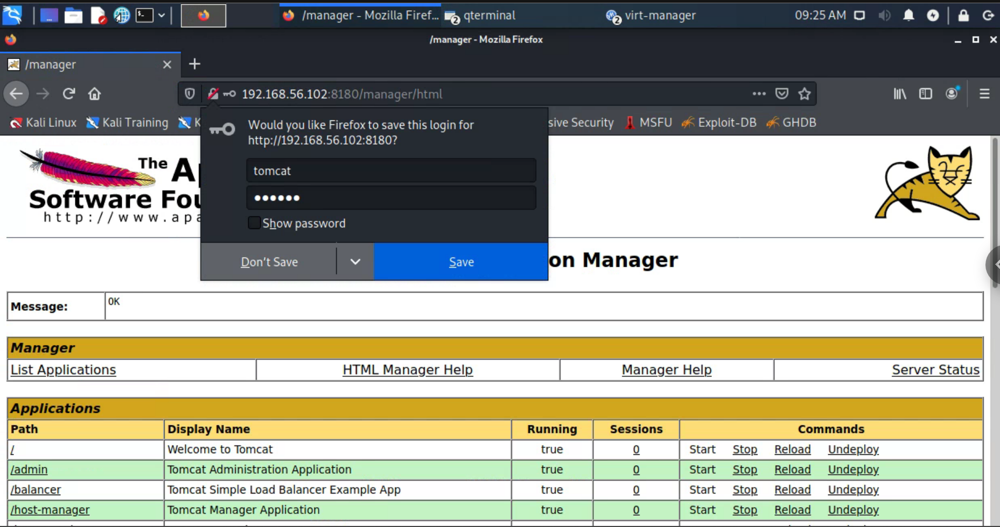 /manager - Mozilla Firef... 2 qterminal 2 virt-manager 09:25 AM
/manager - Mozilla Firefox
/manager
192.168.56.102:8180/manager/html
Kali Linux Kali Training K sive Security MSFU Exploit-DB GHDB
Would you like Firefox to save this login for
http://192.168.56.102:8180?
tomcat
••••••
Show password
Don't Save Save
The A
Software Fou
http://www.apa
on Manager
Message: OK
Manager
List Applications HTML Manager Help Manager Help Server Status
Applications
Path Display Name Running Sessions Commands
/ Welcome to Tomcat true 0 Start Stop Reload Undeploy
/admin Tomcat Administration Application true 0 Start Stop Reload Undeploy
/balancer Tomcat Simple Load Balancer Example App true 0 Start Stop Reload Undeploy
/host-manager Tomcat Manager Application true 0 Start Stop Reload Undeploy